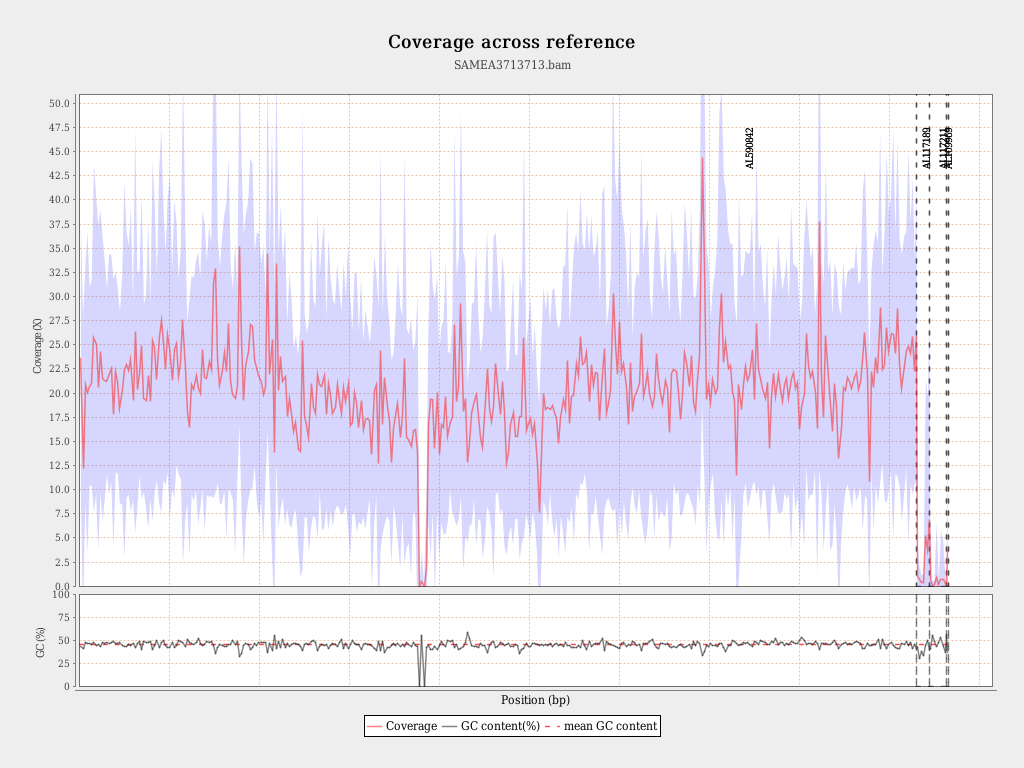 Coverage across reference
SAMEA3713713.bam
50.0
47.5
45.0
42.5
40.0
37.5
35.0
32.5
30.0
27.5
25.0
22.5
20.0
17.5
15.0
12.5
10.0
7.5
5.0
2.5
0.0
Coverage (X)
AL590842
AL117189
AL117211
100
75
50
25
0
GC (%)
Position (bp)
Coverage GC content(%) mean GC content